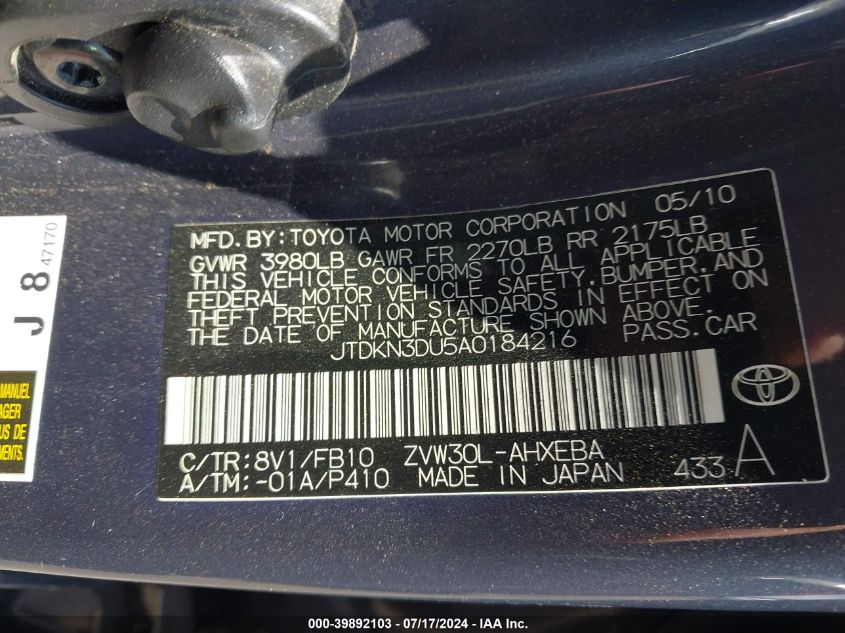 MFD. BY: TOYOTA MOTOR CORPORATION 05/10
GVWR 3980LB GAWR FR 2270LB RR 2175LB
THIS VEHICLE CONFORMS TO ALL APPLICABLE
FEDERAL MOTOR VEHICLE SAFETY, BUMPER, AND
THEFT PREVENTION STANDARDS IN EFFECT ON
THE DATE OF MANUFACTURE SHOWN ABOVE.
JTDKN3DU5A0184216 PASS. CAR
C/TR: 8V1/FB10 ZVW30L-AHXEBA
A/TM: -01A/P410 MADE IN JAPAN 433 A
J 8 47170
MANUEL
AGER
US DE
MENTS.
000-39892103 - 07/17/2024 - IAAI.com